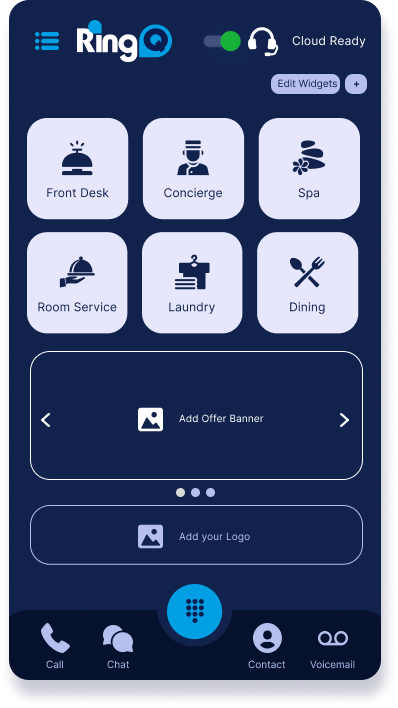 RingQ
Cloud Ready
Edit Widgets +
Front Desk
Concierge
Spa
Room Service
Laundry
Dining
Add Offer Banner
Add your Logo
Call
Chat
Contact
Voicemail